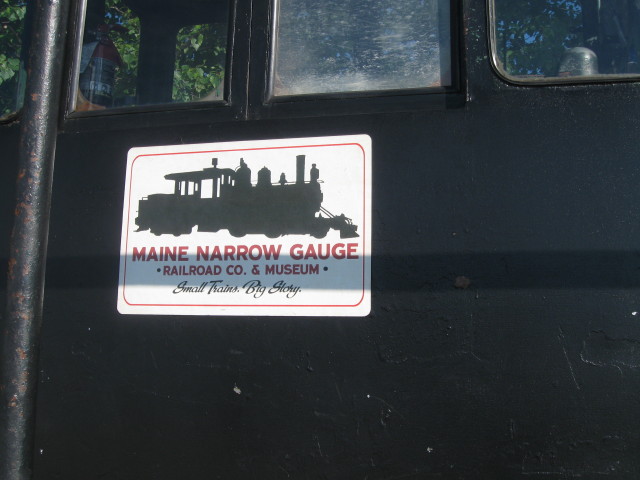 MAINE NARROW GAUGE
• RAILROAD CO. & MUSEUM •
Small Trains. Big Story.